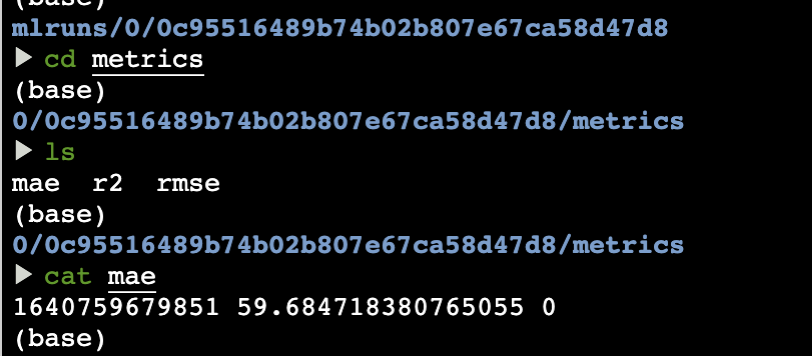 (base)
mlruns/0/0c95516489b74b02b807e67ca58d47d8
▶ cd metrics
(base)
0/0c95516489b74b02b807e67ca58d47d8/metrics
▶ ls
mae  r2  rmse
(base)
0/0c95516489b74b02b807e67ca58d47d8/metrics
▶ cat mae
1640759679851 59.684718380765055 0
(base)